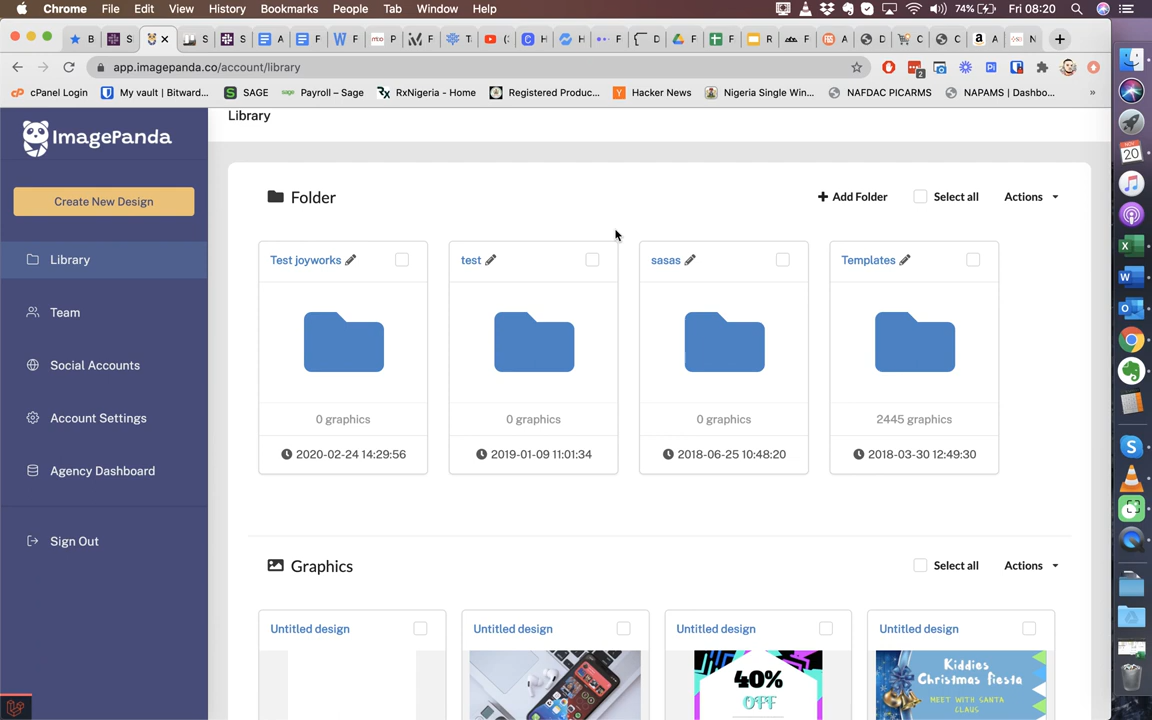 Chrome File Edit View History Bookmarks People Tab Window Help
74% Fri 08:20
app.imagepanda.co/account/library
cPanel Login My vault | Bitward... SAGE Payroll – Sage RxNigeria - Home Registered Produc... Hacker News Nigeria Single Win... NAFDAC PICARMS NAPAMS | Dashbo... »
ImagePanda
Create New Design
Library
Team
Social Accounts
Account Settings
Agency Dashboard
Sign Out
Library
Folder
Add Folder Select all Actions
Test joyworks test sasas Templates
0 graphics 0 graphics 0 graphics 2445 graphics
2020-02-24 14:29:56 2019-01-09 11:01:34 2018-06-25 10:48:20 2018-03-30 12:49:30
Graphics
Select all Actions
Untitled design Untitled design Untitled design Untitled design
40%
OFF
Kiddies
Christmas fiesta
MEET WITH SANTA
CLAUS
NOV
20